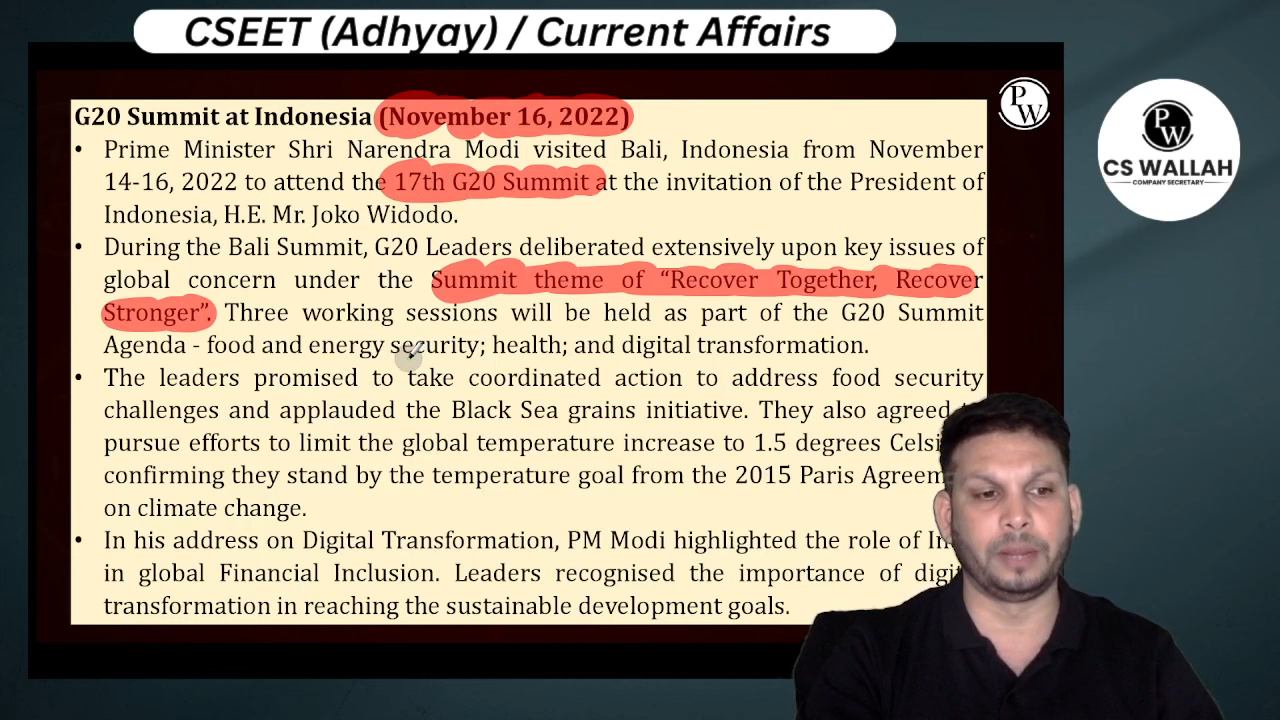 CSEET (Adhyay) / Current Affairs
G20 Summit at Indonesia (November 16, 2022)
• Prime Minister Shri Narendra Modi visited Bali, Indonesia from November
14-16, 2022 to attend the 17th G20 Summit at the invitation of the President of
Indonesia, H.E. Mr. Joko Widodo.
• During the Bali Summit, G20 Leaders deliberated extensively upon key issues of
global concern under the Summit theme of “Recover Together, Recover
Stronger”. Three working sessions will be held as part of the G20 Summit
Agenda - food and energy security; health; and digital transformation.
• The leaders promised to take coordinated action to address food security
challenges and applauded the Black Sea grains initiative. They also agreed
pursue efforts to limit the global temperature increase to 1.5 degrees
confirming they stand by the temperature goal from the 2015 Paris
on climate change.
• In his address on Digital Transformation, PM Modi highlighted the role of
in global Financial Inclusion. Leaders recognised the importance of
transformation in reaching the sustainable development goals.
PW
PW
CS WALLAH
COMPANY SECRETARY